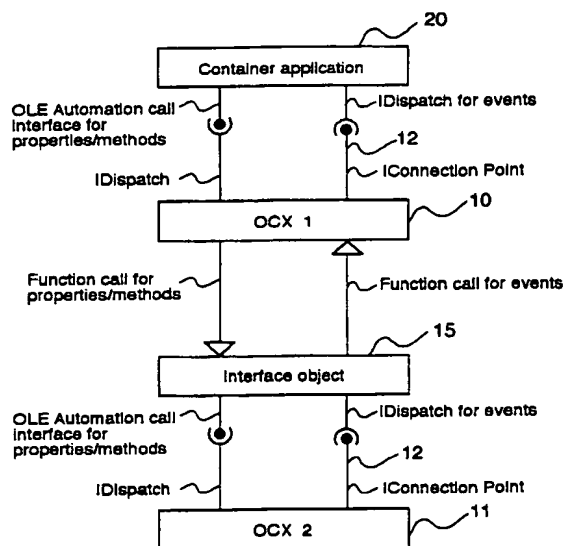 20
Container application
OLE Automation call
interface for
properties/methods
IDispatch for events
12
IDispatch
IConnection Point
10
OCX 1
Function call for
properties/methods
Function call for events
15
Interface object
OLE Automation call
interface for
properties/methods
IDispatch for events
12
IDispatch
IConnection Point
11
OCX 2